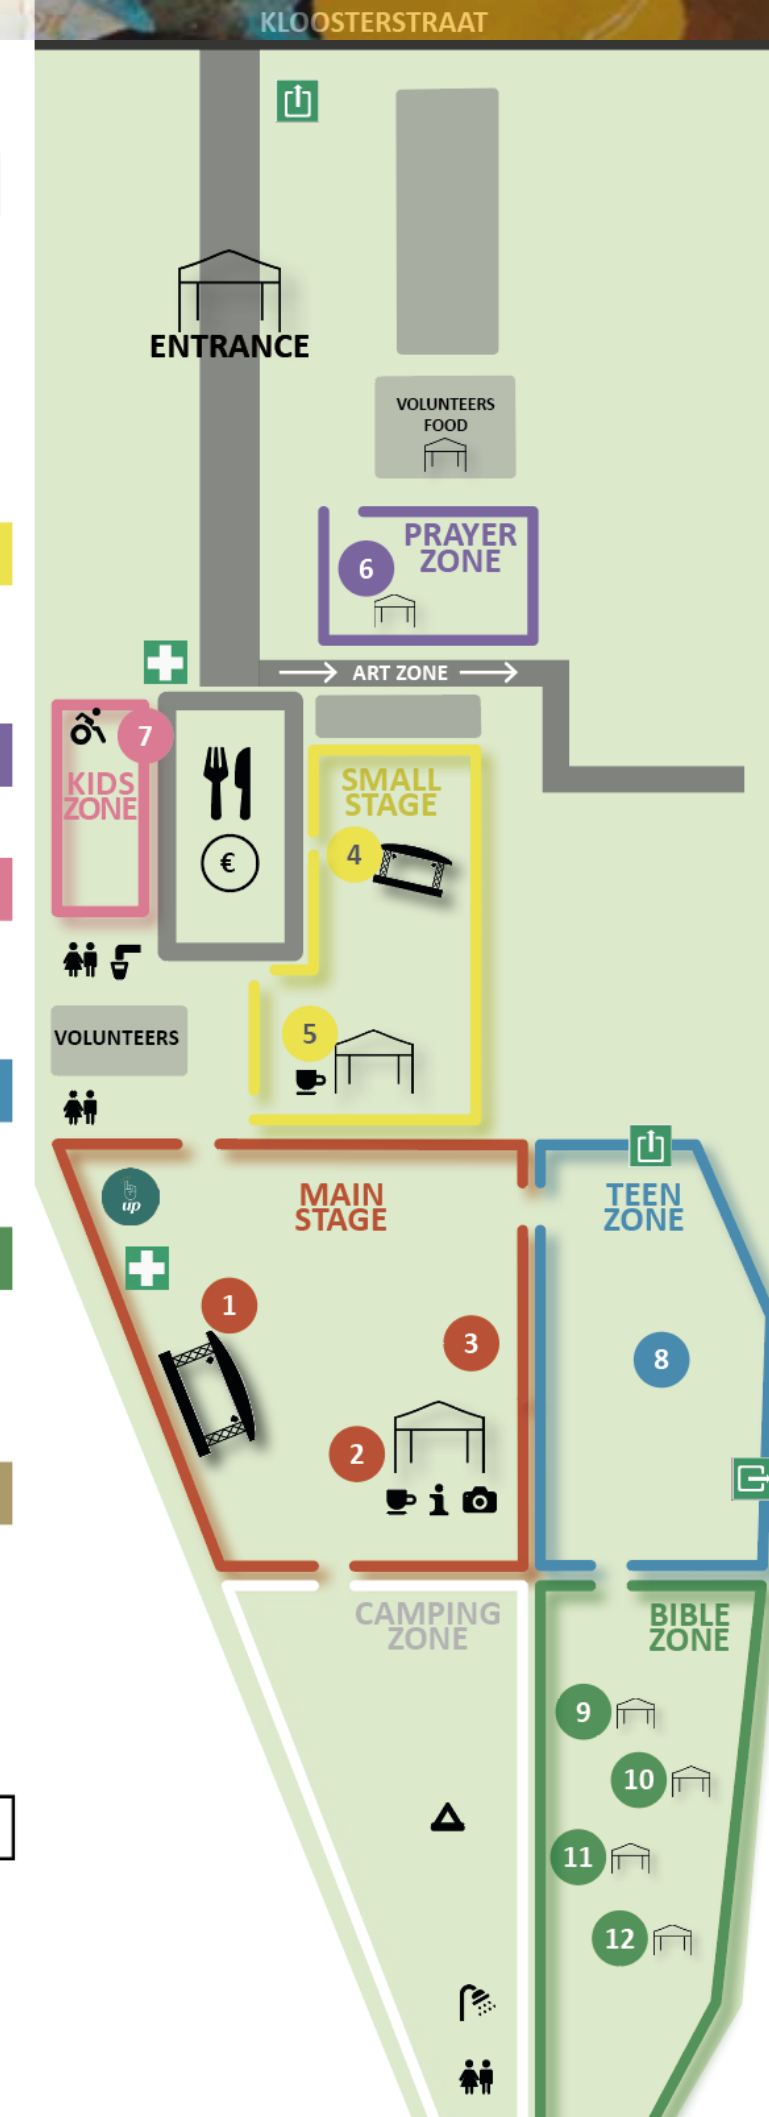 KLOOSTERSTRAAT
ENTRANCE
VOLUNTEERS
FOOD
PRAYER
ZONE
6
ART ZONE
7
KIDS
ZONE
€
SMALL
STAGE
4
5
VOLUNTEERS
up
MAIN
STAGE
TEEN
ZONE
1
3
8
2
i
CAMPING
ZONE
BIBLE
ZONE
9
10
11
12